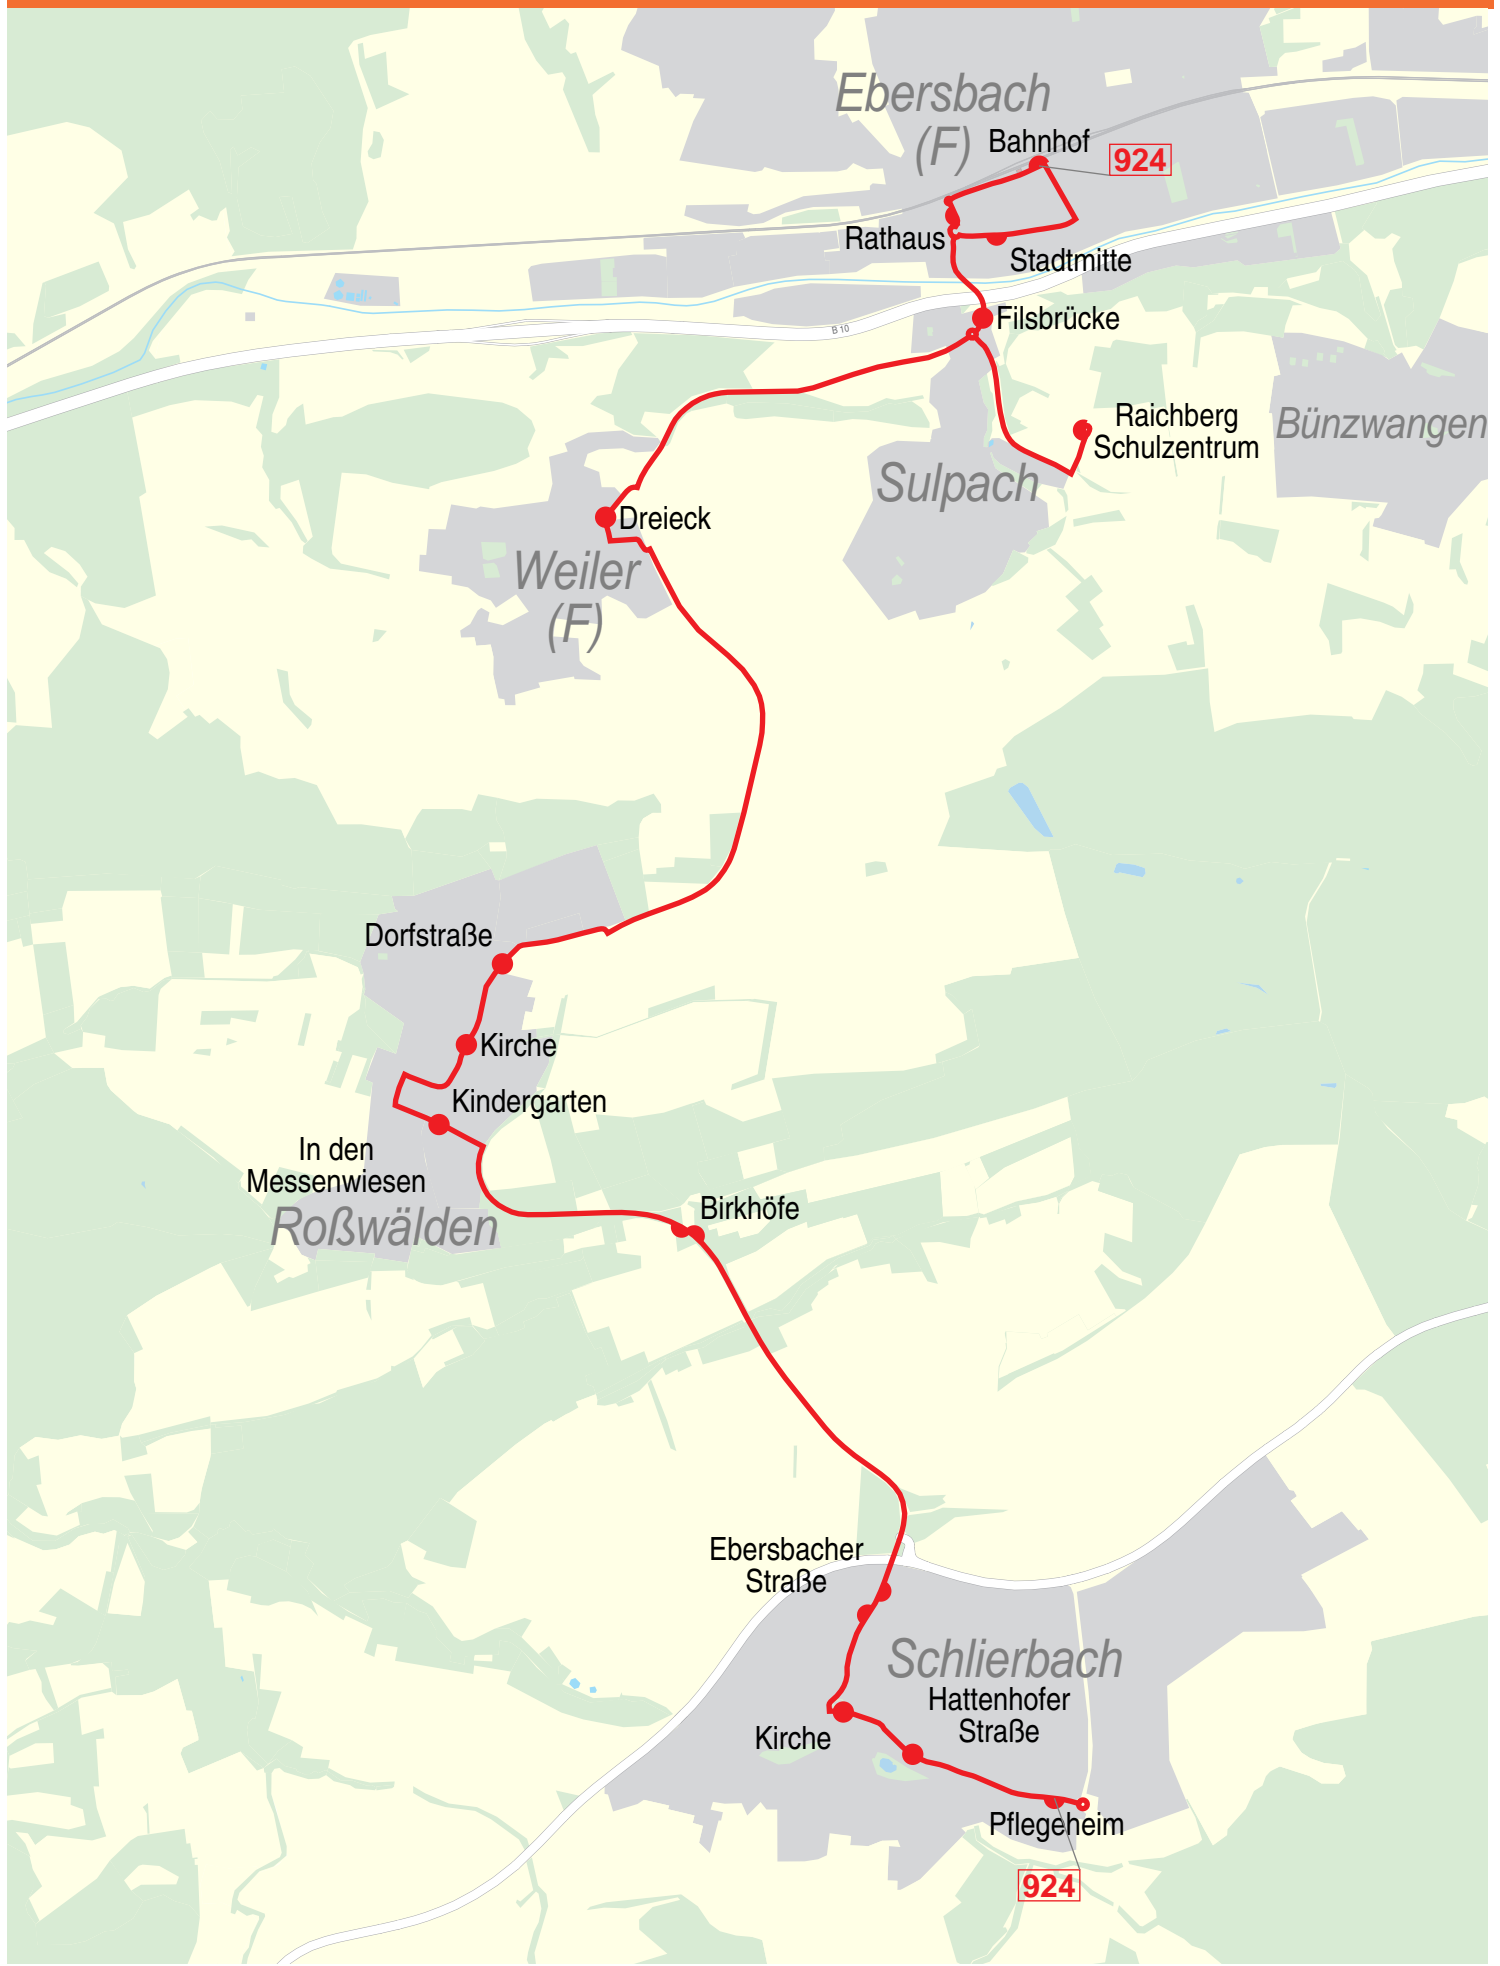 Ebersbach
(F)
Bahnhof
924
Rathaus
Stadtmitte
B 10
Filsbrücke
Raichberg
Schulzentrum
Bünzwangen
Sulpach
Dreieck
Weiler
(F)
Dorfstraße
Kirche
Kindergarten
In den
Messenwiesen
Roßwälden
Birkhöfe
Ebersbacher
Straße
Schlierbach
Hattenhofer
Straße
Kirche
Pflegeheim
924